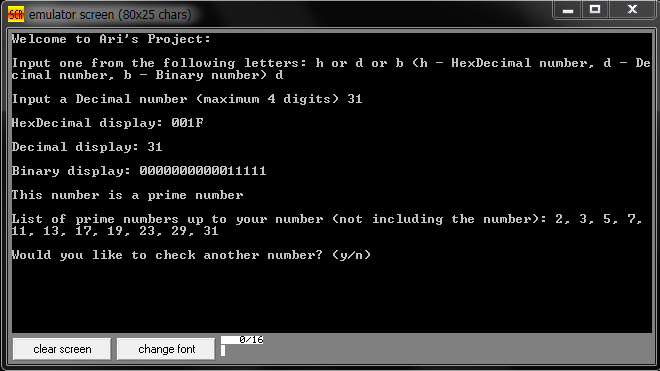 SCR emulator screen (80x25 chars)
Welcome to Ari's Project:
Input one from the following letters: h or d or b (h - HexDecimal number, d - De
cimal number, b - Binary number) d
Input a Decimal number (maximum 4 digits) 31
HexDecimal display: 001F
Decimal display: 31
Binary display: 0000000000011111
This number is a prime number
List of prime numbers up to your number (not including the number): 2, 3, 5, 7,
11, 13, 17, 19, 23, 29, 31
Would you like to check another number? (y/n)
clear screen change font 0/16